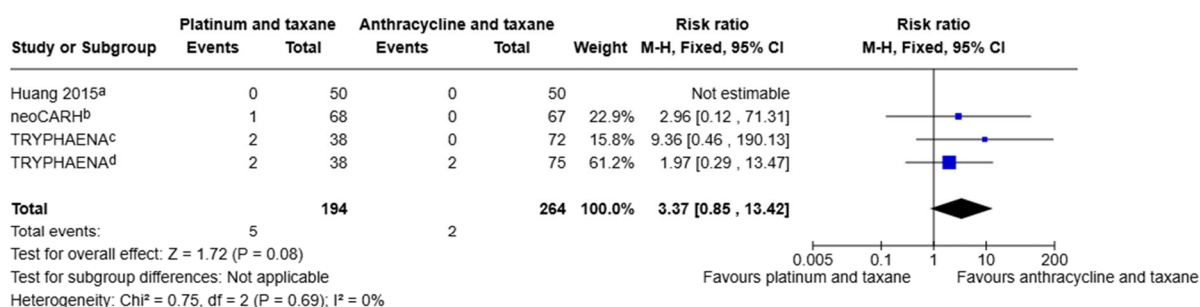 Platinum and taxane Anthracycline and taxane Risk ratio Risk ratio
Study or Subgroup Events Total Events Total Weight M-H, Fixed, 95% CI M-H, Fixed, 95% CI
Huang 2015a 0 50 0 50 Not estimable
neoCARHb 1 68 0 67 22.9% 2.96 [0.12 , 71.31]
TRYPHAENAc 2 38 0 72 15.8% 9.36 [0.46 , 190.13]
TRYPHAENAd 2 38 2 75 61.2% 1.97 [0.29 , 13.47]
Total 194 264 100.0% 3.37 [0.85 , 13.42]
Total events: 5 2
Test for overall effect: Z = 1.72 (P = 0.08)
Test for subgroup differences: Not applicable
Heterogeneity: Chi² = 0.75, df = 2 (P = 0.69); I² = 0%
0.005 0.1 1 10 200
Favours platinum and taxane Favours anthracycline and taxane